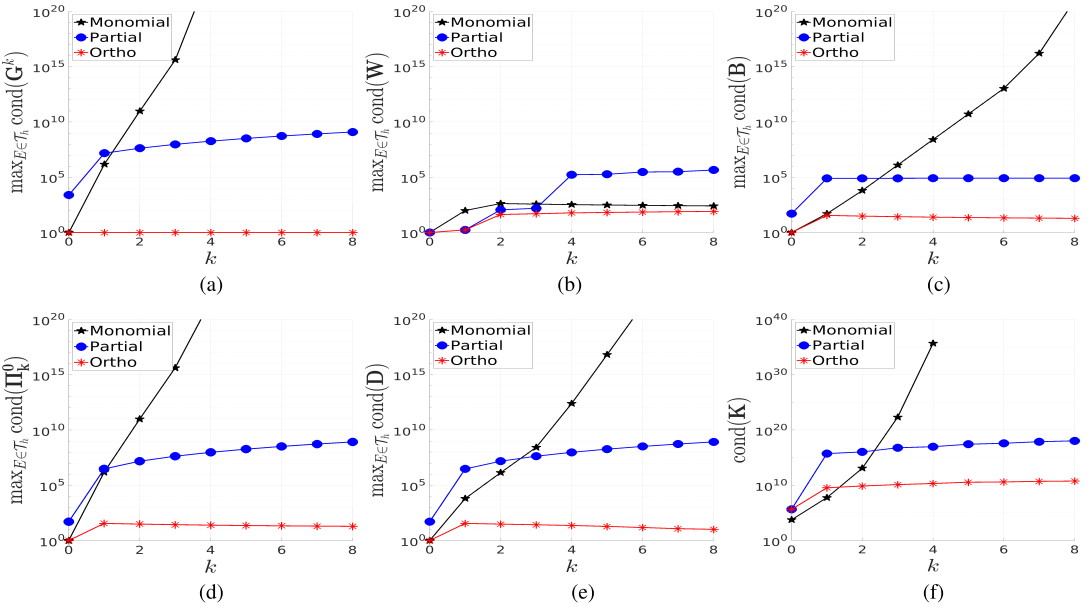 max_{E∈𝒯_h} cond(G^k)
10^20
10^15
10^10
10^5
10^0
Monomial
Partial
Ortho
0 2 4 6 8
k
(a)
max_{E∈𝒯_h} cond(W)
10^20
10^15
10^10
10^5
10^0
Monomial
Partial
Ortho
0 2 4 6 8
k
(b)
max_{E∈𝒯_h} cond(B)
10^20
10^15
10^10
10^5
10^0
Monomial
Partial
Ortho
0 2 4 6 8
k
(c)
max_{E∈𝒯_h} cond(Π^0_k)
10^20
10^15
10^10
10^5
10^0
Monomial
Partial
Ortho
0 2 4 6 8
k
(d)
max_{E∈𝒯_h} cond(D)
10^20
10^15
10^10
10^5
10^0
Monomial
Partial
Ortho
0 2 4 6 8
k
(e)
cond(K)
10^40
10^30
10^20
10^10
10^0
Monomial
Partial
Ortho
0 2 4 6 8
k
(f)